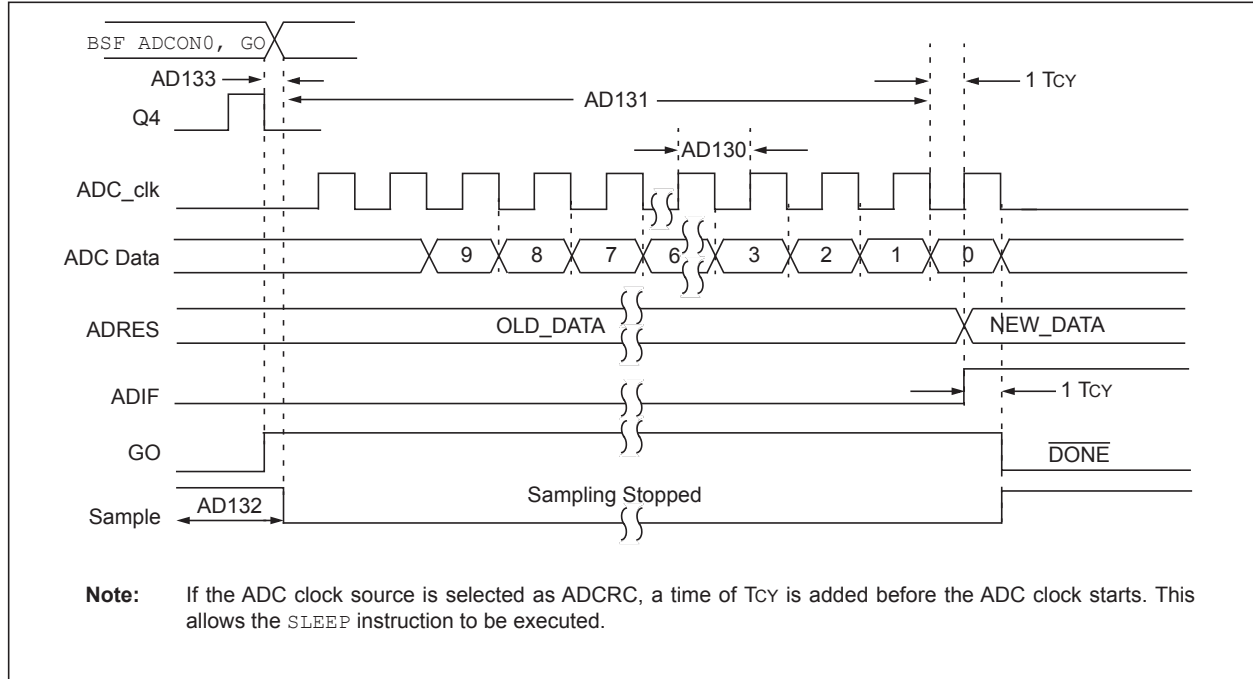 BSF ADCON0, GO
AD133
1 TCY
AD131
Q4
AD130
ADC_clk
ADC Data
9 8 7 6 3 2 1 0
ADRES
OLD_DATA
NEW_DATA
ADIF
1 TCY
GO
DONE
Sample
AD132
Sampling Stopped
Note: If the ADC clock source is selected as ADCRC, a time of TCY is added before the ADC clock starts. This
allows the SLEEP instruction to be executed.